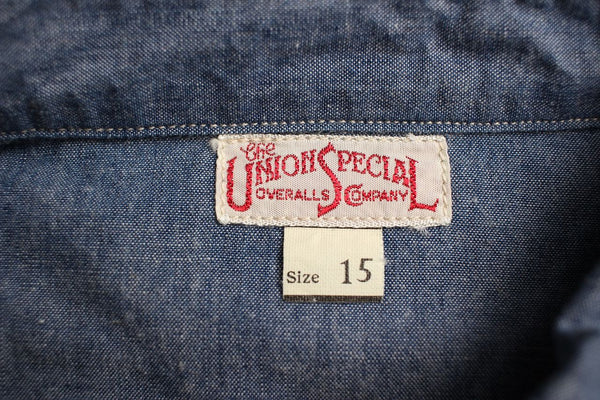 The
UNION SPECIAL
OVERALLS COMPANY
Size 15